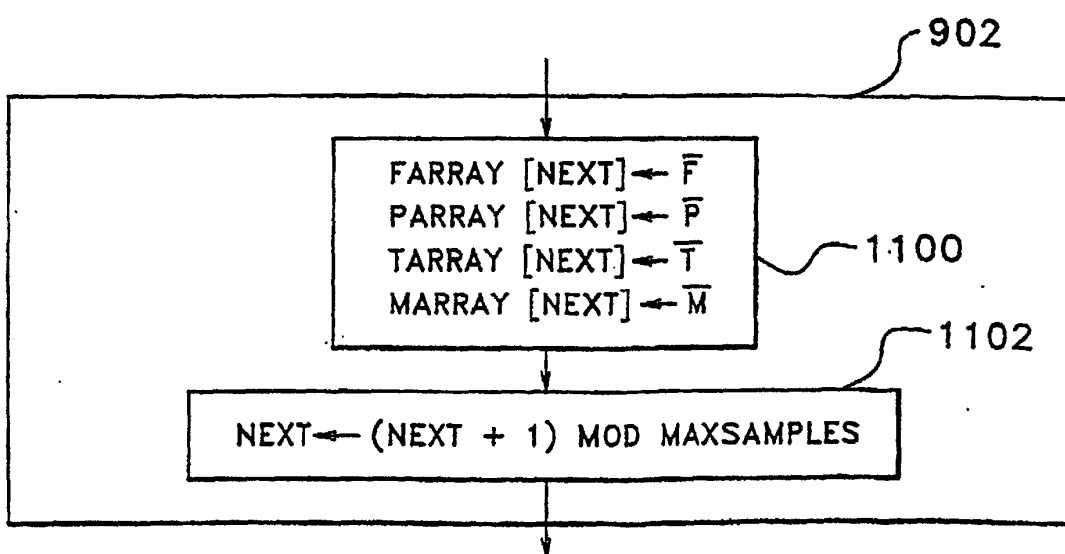 902
FARRAY [NEXT]← F̅
PARRAY [NEXT]← P̅
TARRAY [NEXT]← T̅
MARRAY [NEXT]← M̅
1100
1102
NEXT← (NEXT + 1) MOD MAXSAMPLES